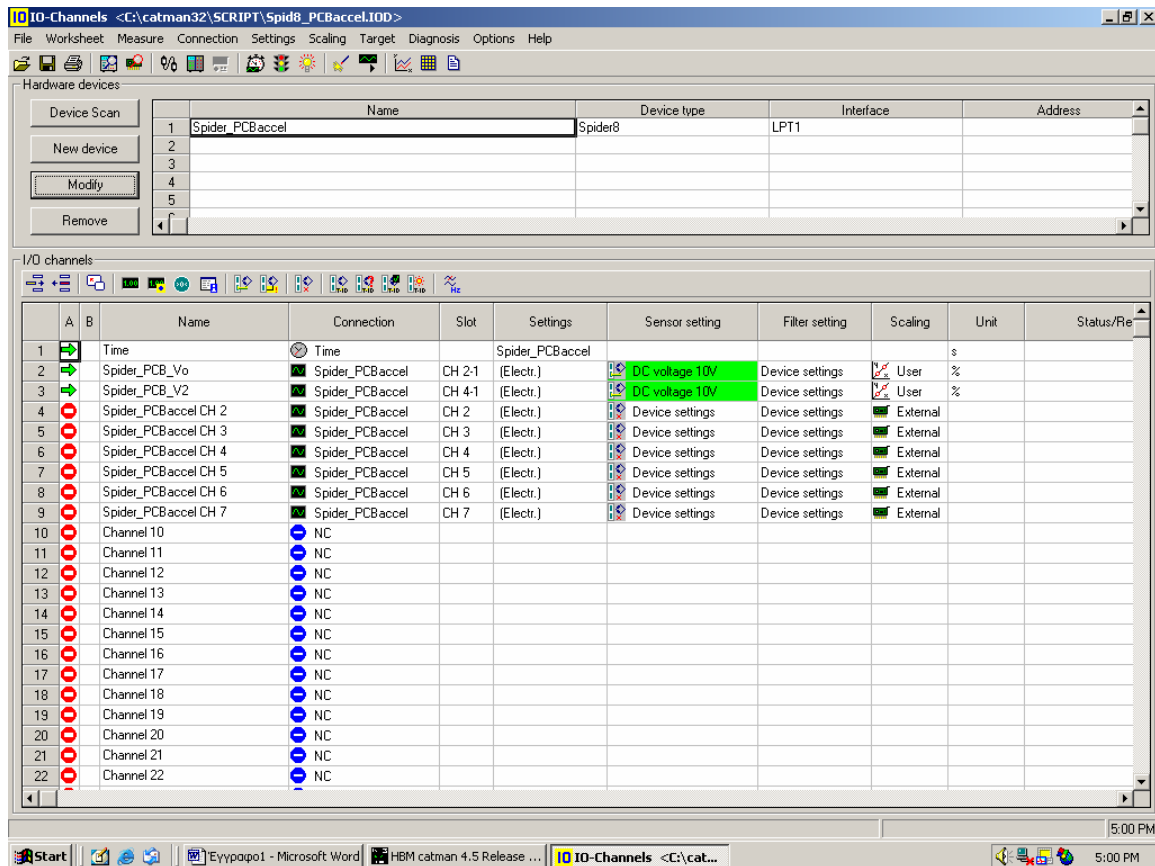 IO IO-Channels <C:\catman32\SCRIPT\Spid8_PCBaccel.IOD>
File Worksheet Measure Connection Settings Scaling Target Diagnosis Options Help
Hardware devices
Device Scan
New device
Modify
Remove
Name Device type Interface Address
1 Spider_PCBaccel Spider8 LPT1
2
3
4
5
I/O channels
A B Name Connection Slot Settings Sensor setting Filter setting Scaling Unit Status/Re
1 Time Time Spider_PCBaccel s
2 Spider_PCB_Vo Spider_PCBaccel CH 2-1 (Electr.) DC voltage 10V Device settings User %
3 Spider_PCB_V2 Spider_PCBaccel CH 4-1 (Electr.) DC voltage 10V Device settings User %
4 Spider_PCBaccel CH 2 Spider_PCBaccel CH 2 (Electr.) Device settings Device settings External
5 Spider_PCBaccel CH 3 Spider_PCBaccel CH 3 (Electr.) Device settings Device settings External
6 Spider_PCBaccel CH 4 Spider_PCBaccel CH 4 (Electr.) Device settings Device settings External
7 Spider_PCBaccel CH 5 Spider_PCBaccel CH 5 (Electr.) Device settings Device settings External
8 Spider_PCBaccel CH 6 Spider_PCBaccel CH 6 (Electr.) Device settings Device settings External
9 Spider_PCBaccel CH 7 Spider_PCBaccel CH 7 (Electr.) Device settings Device settings External
10 Channel 10 NC
11 Channel 11 NC
12 Channel 12 NC
13 Channel 13 NC
14 Channel 14 NC
15 Channel 15 NC
16 Channel 16 NC
17 Channel 17 NC
18 Channel 18 NC
19 Channel 19 NC
20 Channel 20 NC
21 Channel 21 NC
22 Channel 22 NC
5:00 PM
Start Έγγραφο1 - Microsoft Word HBM catman 4.5 Release ... IO IO-Channels <C:\cat... 5:00 PM